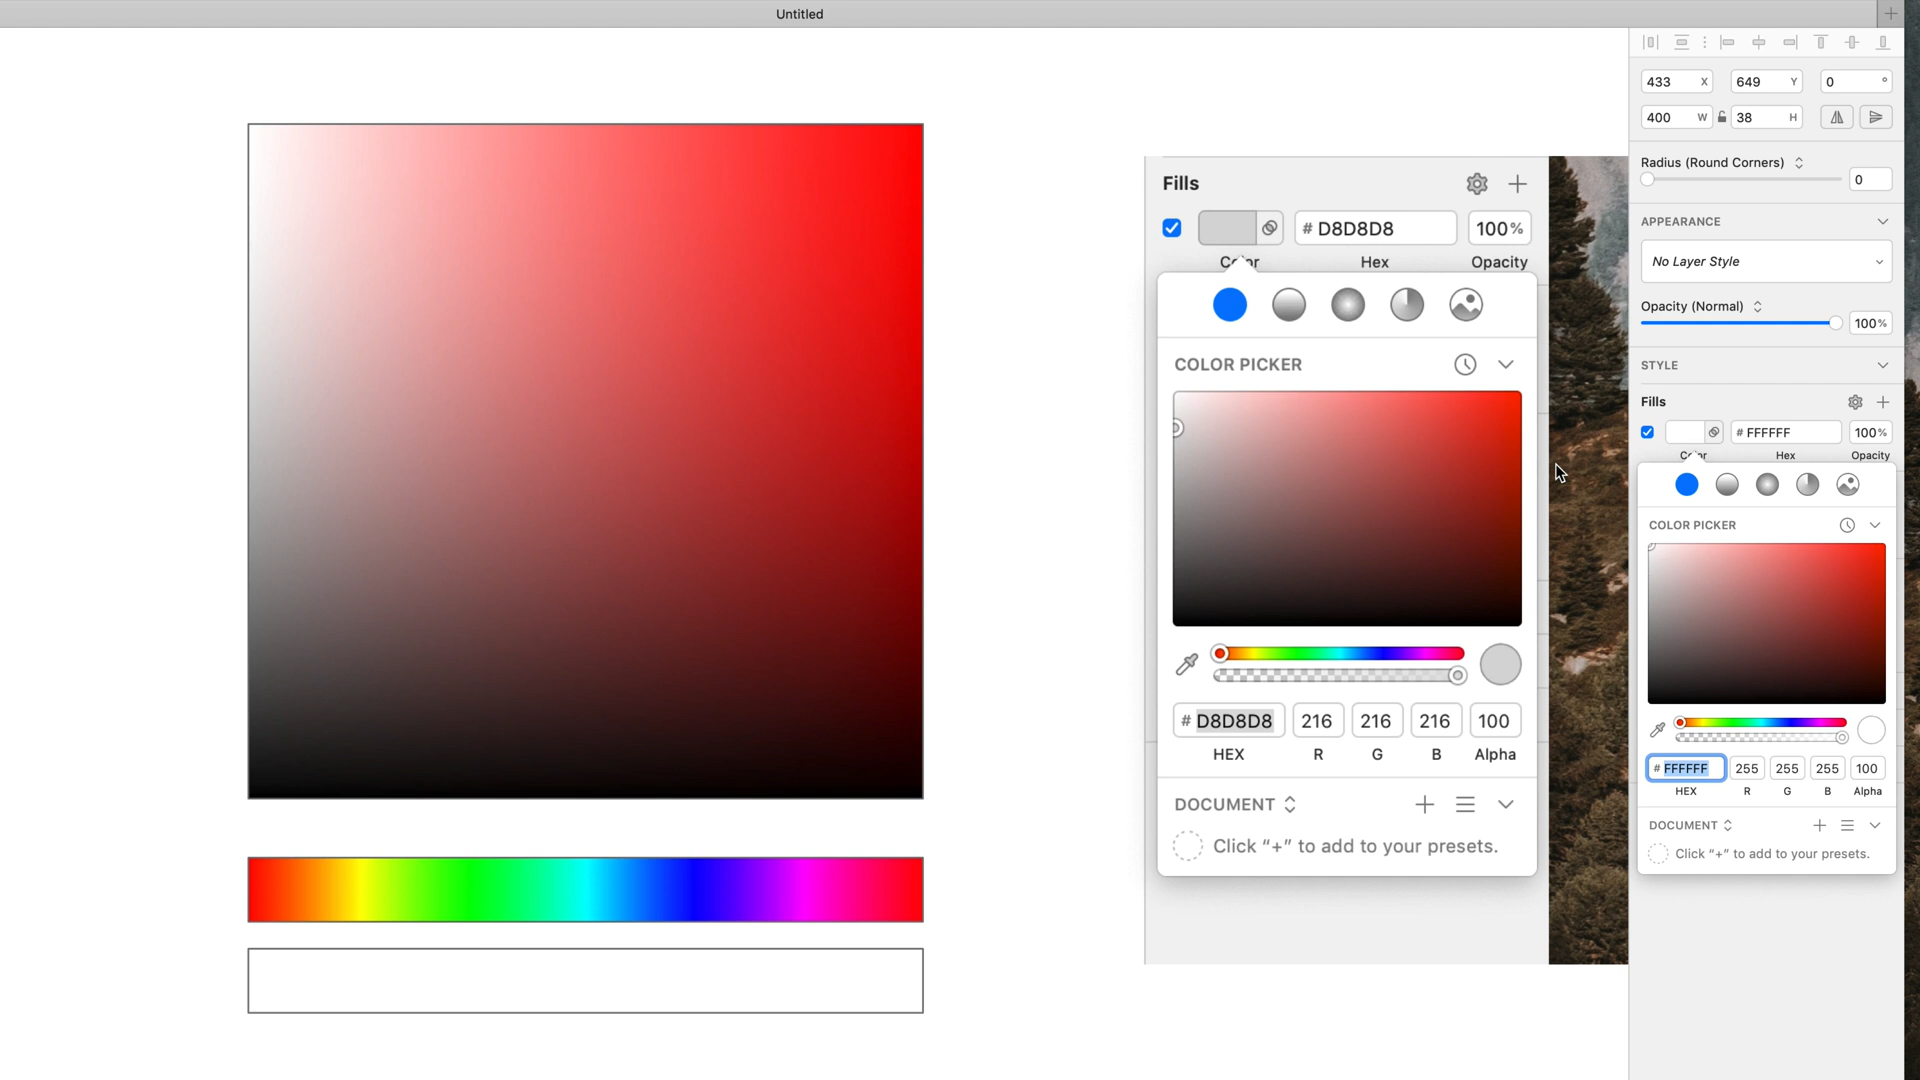 Untitled
433 X 649 Y 0 °
400 W 38 H
Radius (Round Corners)
0
APPEARANCE
No Layer Style
Opacity (Normal)
100%
STYLE
Fills
# FFFFFF 100%
Color Hex Opacity
COLOR PICKER
# FFFFFF 255 255 255 100
HEX R G B Alpha
DOCUMENT
Click “+” to add to your presets.
Fills
# D8D8D8 100%
Color Hex Opacity
COLOR PICKER
# D8D8D8 216 216 216 100
HEX R G B Alpha
DOCUMENT
Click “+” to add to your presets.